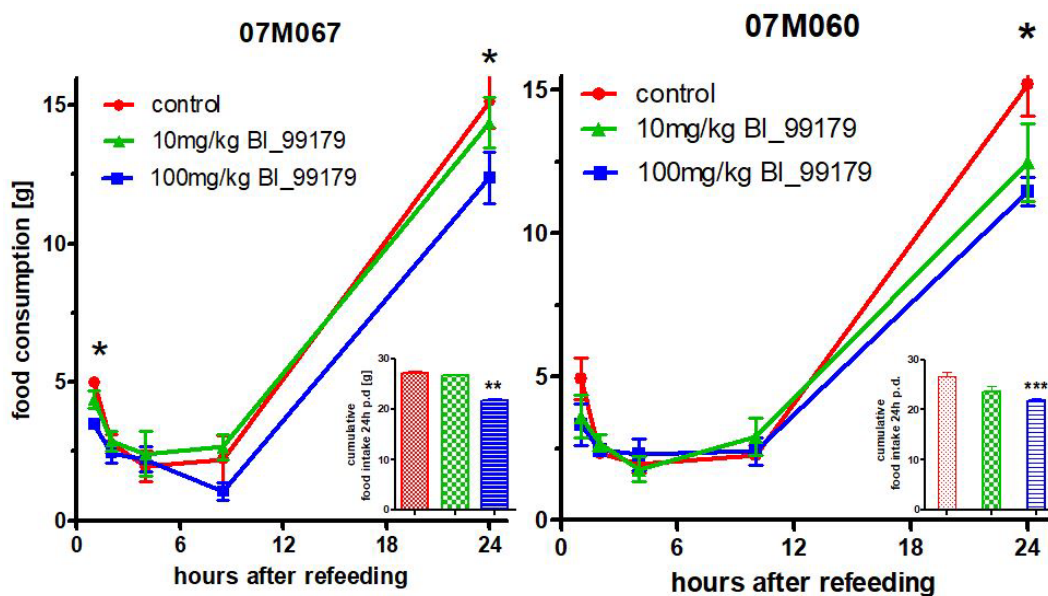 07M067
*
control
10mg/kg BI_99179
100mg/kg BI_99179
food consumption [g]
15
10
5
0
*
0
6
12
18
24
hours after refeeding
cumulative
food intake 24h p.d [g]
30
20
10
0
**
07M060
*
control
10mg/kg BI_99179
100mg/kg BI_99179
15
10
5
0
0
6
12
18
24
hours after refeeding
cumulative
food intake 24h p.d.
30
20
10
0
***